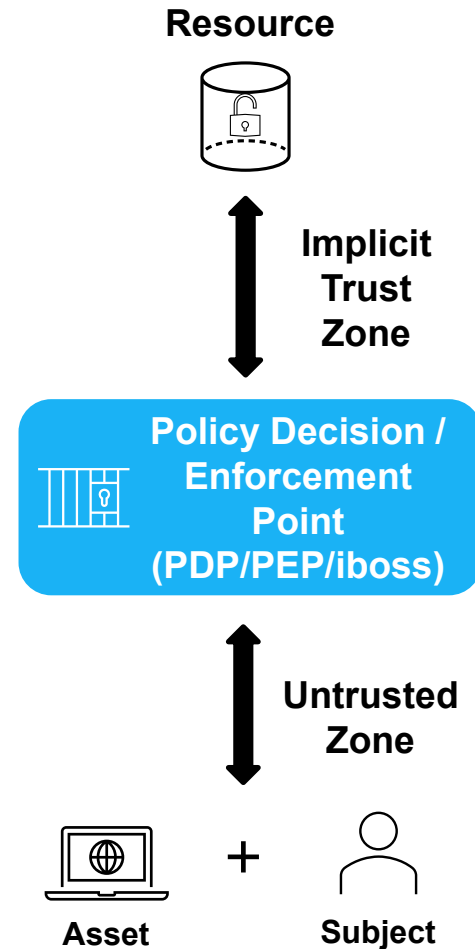 Resource
Implicit
Trust
Zone
Policy Decision /
Enforcement
Point
(PDP/PEP/iboss)
Untrusted
Zone
+
Asset
Subject